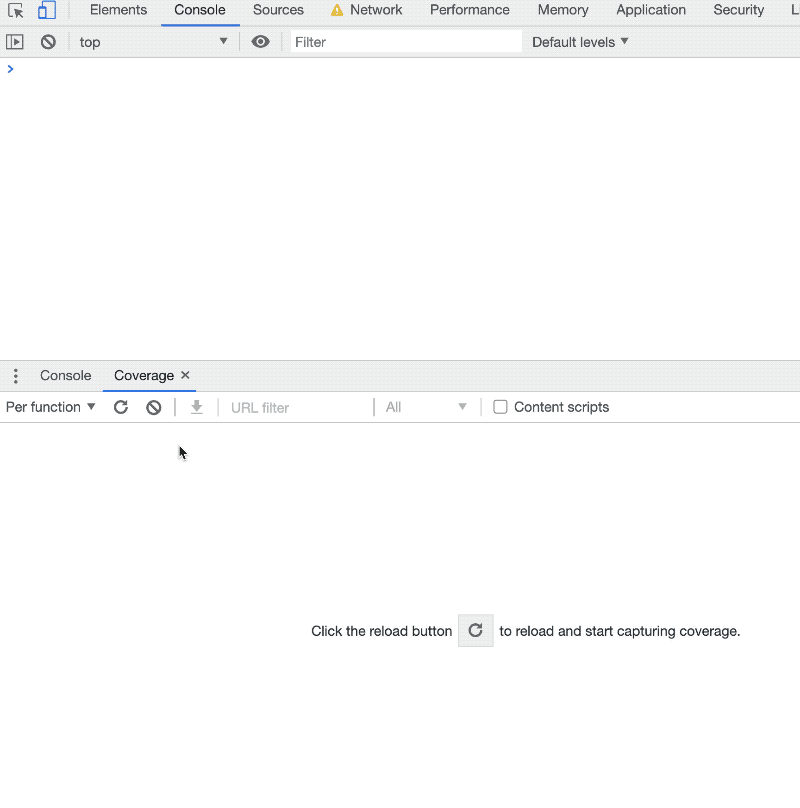 Elements Console Sources Network Performance Memory Application Security L
top Filter Default levels
Console Coverage
Per function URL filter All Content scripts
Click the reload button to reload and start capturing coverage.